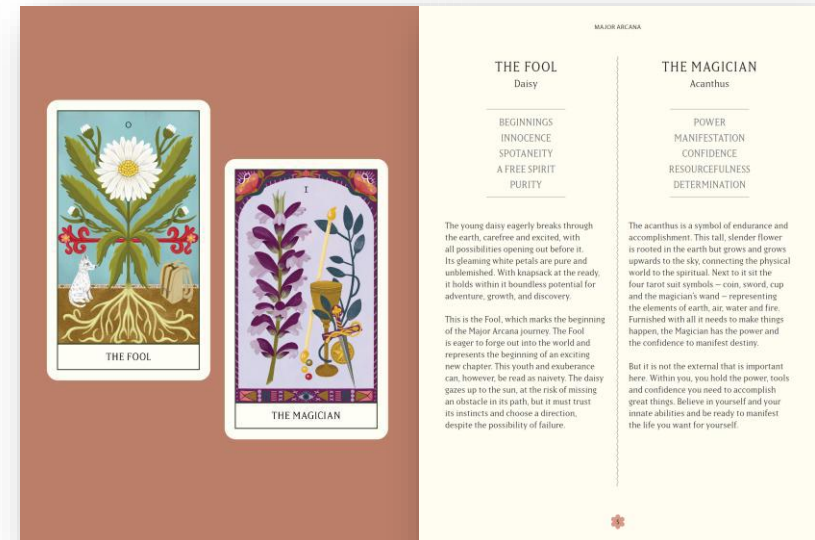 0
THE FOOL
I
THE MAGICIAN
MAJOR ARCANA
THE FOOL
Daisy
BEGINNINGS
INNOCENCE
SPOTANEITY
A FREE SPIRIT
PURITY
The young daisy eagerly breaks through
the earth, carefree and excited, with
all possibilities opening out before it.
Its gleaming white petals are pure and
unblemished. With knapsack at the ready,
it holds within it boundless potential for
adventure, growth, and discovery.
This is the Fool, which marks the beginning
of the Major Arcana journey. The Fool
is eager to forge out into the world and
represents the beginning of an exciting
new chapter. This youth and exuberance
can, however, be read as naivety. The daisy
gazes up to the sun, at the risk of missing
an obstacle in its path, but it must trust
its instincts and choose a direction,
despite the possibility of failure.
THE MAGICIAN
Acanthus
POWER
MANIFESTATION
CONFIDENCE
RESOURCEFULNESS
DETERMINATION
The acanthus is a symbol of endurance and
accomplishment. This tall, slender flower
is rooted in the earth but grows and grows
upwards to the sky, connecting the physical
world to the spiritual. Next to it sit the
four tarot suit symbols – coin, sword, cup
and the magician's wand – representing
the elements of earth, air, water and fire.
Furnished with all it needs to make things
happen, the Magician has the power and
the confidence to manifest destiny.
But it is not the external that is important
here. Within you, you hold the power, tools
and confidence you need to accomplish
great things. Believe in yourself and your
innate abilities and be ready to manifest
the life you want for yourself.